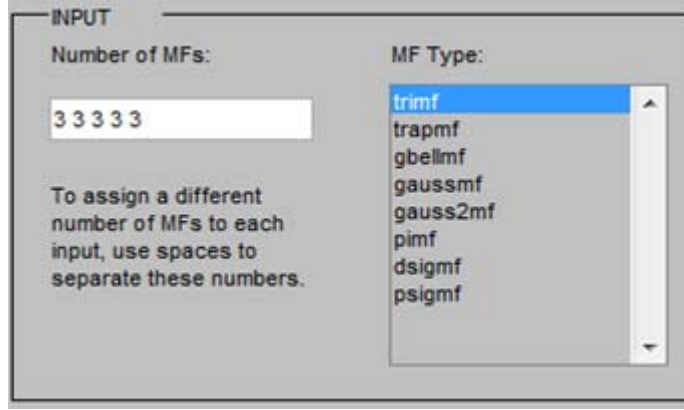 INPUT
Number of MFs:
MF Type:
3 3 3 3 3
To assign a different
number of MFs to each
input, use spaces to
separate these numbers.
trimf
trapmf
gbellmf
gaussmf
gauss2mf
pimf
dsigmf
psigmf